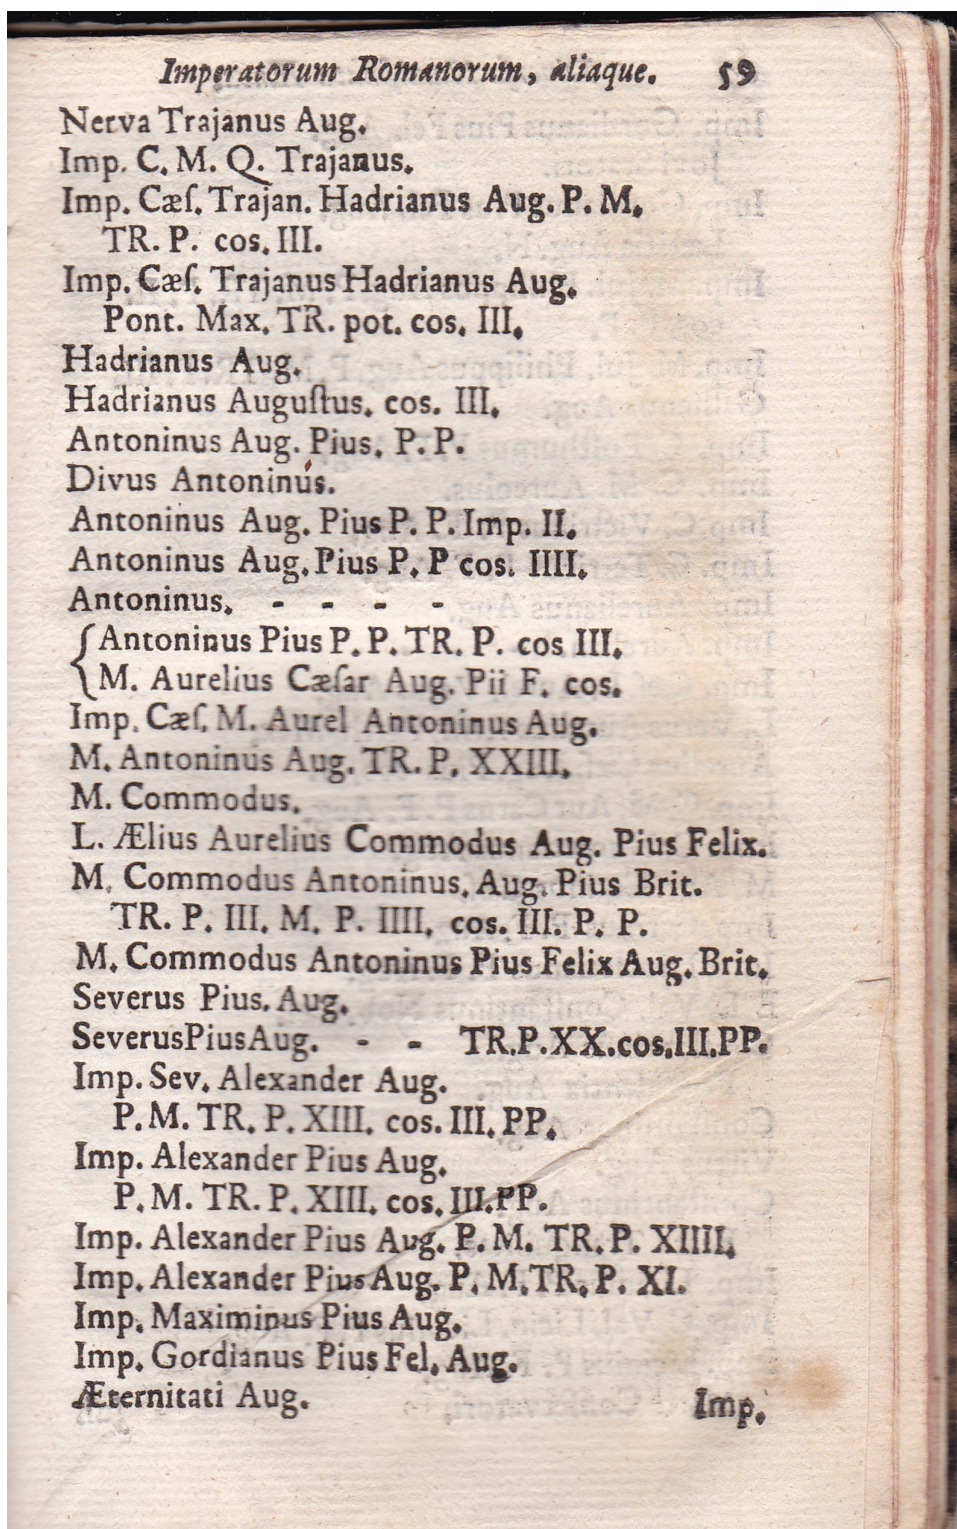 Imperatorum Romanorum, aliaque. 59
Nerva Trajanus Aug.
Imp. C. M. Q. Trajanus.
Imp. Cæſ. Trajan. Hadrianus Aug. P. M.
TR. P. cos. III.
Imp. Cæſ. Trajanus Hadrianus Aug.
Pont. Max. TR. pot. cos. III.
Hadrianus Aug.
Hadrianus Auguſtus. cos. III.
Antoninus Aug. Pius. P. P.
Divus Antoninus.
Antoninus Aug. Pius P. P. Imp. II.
Antoninus Aug. Pius P. P cos. IIII.
Antoninus. - - - -
{Antoninus Pius P. P. TR. P. cos III.
M. Aurelius Cæſar Aug. Pii F. cos.
Imp. Cæſ. M. Aurel Antoninus Aug.
M. Antoninus Aug. TR. P. XXIII.
M. Commodus.
L. Ælius Aurelius Commodus Aug. Pius Felix.
M. Commodus Antoninus. Aug. Pius Brit.
TR. P. III. M. P. IIII. cos. III. P. P.
M. Commodus Antoninus Pius Felix Aug. Brit.
Severus Pius. Aug.
Severus Pius Aug. - - TR.P.XX.cos.III.PP.
Imp. Sev. Alexander Aug.
P. M. TR. P. XIII. cos. III. PP.
Imp. Alexander Pius Aug.
P. M. TR. P. XIII. cos. III. PP.
Imp. Alexander Pius Aug. P. M. TR. P. XIIII.
Imp. Alexander Pius Aug. P. M. TR. P. XI.
Imp. Maximinus Pius Aug.
Imp. Gordianus Pius Fel. Aug.
Æternitati Aug.
Imp.